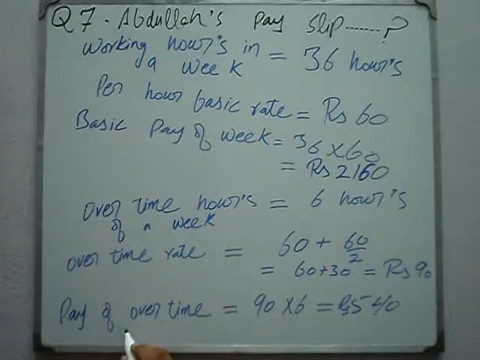 Q7. Abdullah's pay slip.......?
Working hour's in a week = 36 hour's
Per hour basic rate = Rs 60
Basic Pay of week = 36 x 60
= Rs 2160
Over time hour's of a week = 6 hour's
over time rate = 60 + 60/2
= 60+30 = Rs 90
Pay of over time = 90 x 6 = Rs 540